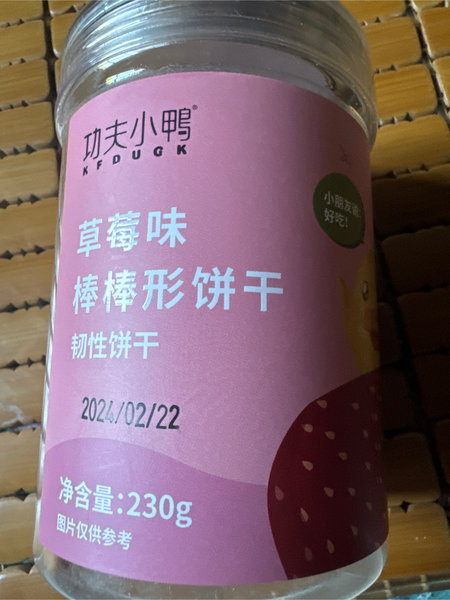 功夫小鸭®
KFDUCK
小朋友说:
好吃!
草莓味
棒棒形饼干
韧性饼干
2024/02/22
净含量:230g
图片仅供参考